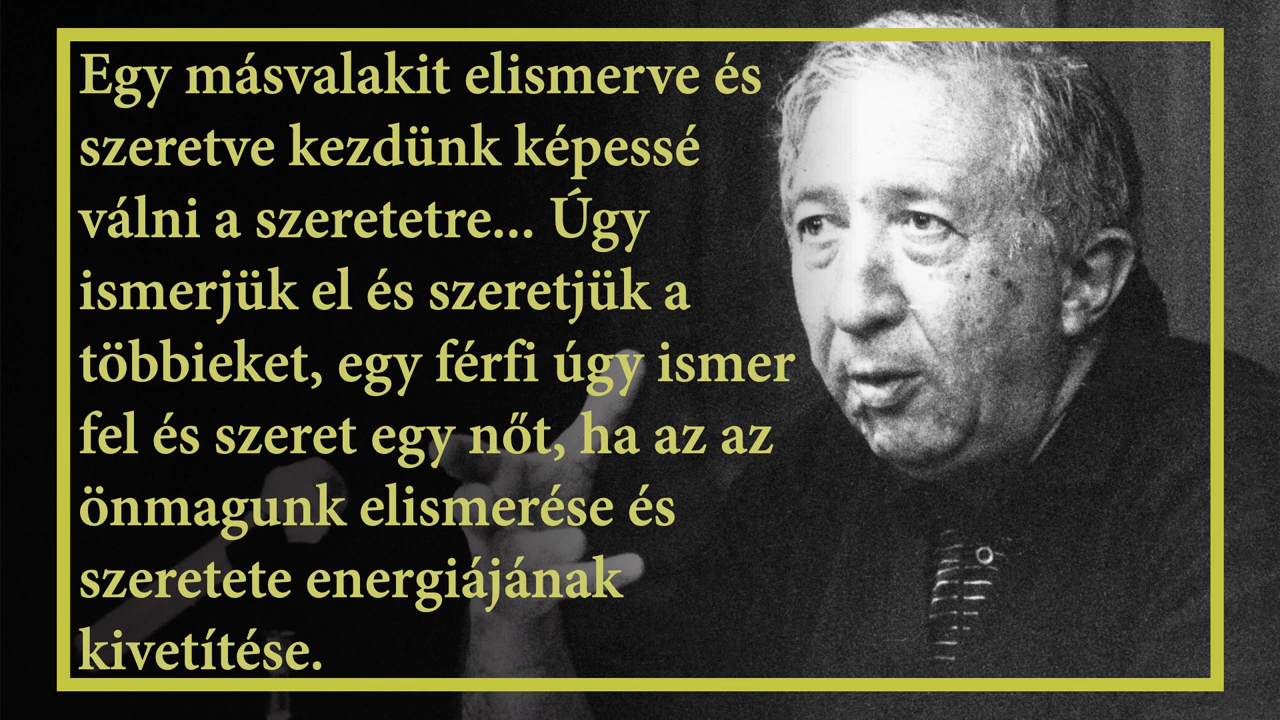 Egy másvalakit elismerve és
szeretve kezdünk képessé
válni a szeretetre... Úgy
ismerjük el és szeretjük a
többieket, egy férfi úgy ismer
fel és szeret egy nőt, ha az az
önmagunk elismerése és
szeretete energiájának
kivetítése.